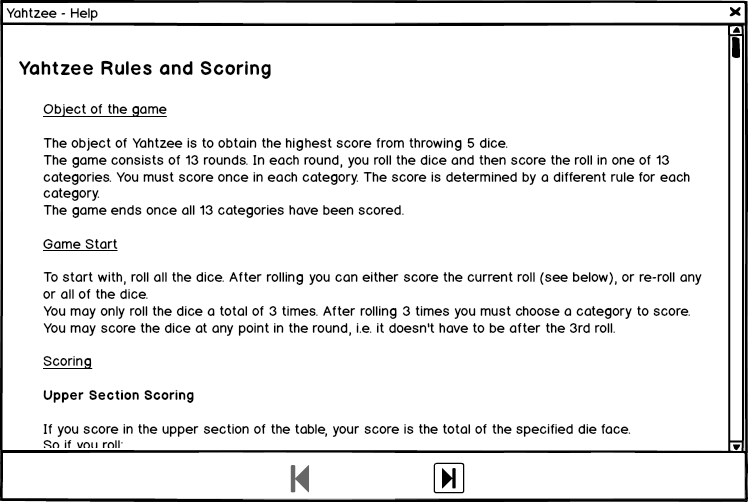 Yahtzee - Help
Yahtzee Rules and Scoring
Object of the game
The object of Yahtzee is to obtain the highest score from throwing 5 dice.
The game consists of 13 rounds. In each round, you roll the dice and then score the roll in one of 13
categories. You must score once in each category. The score is determined by a different rule for each
category.
The game ends once all 13 categories have been scored.
Game Start
To start with, roll all the dice. After rolling you can either score the current roll (see below), or re-roll any
or all of the dice.
You may only roll the dice a total of 3 times. After rolling 3 times you must choose a category to score.
You may score the dice at any point in the round, i.e. it doesn't have to be after the 3rd roll.
Scoring
Upper Section Scoring
If you score in the upper section of the table, your score is the total of the specified die face.
So if you roll: